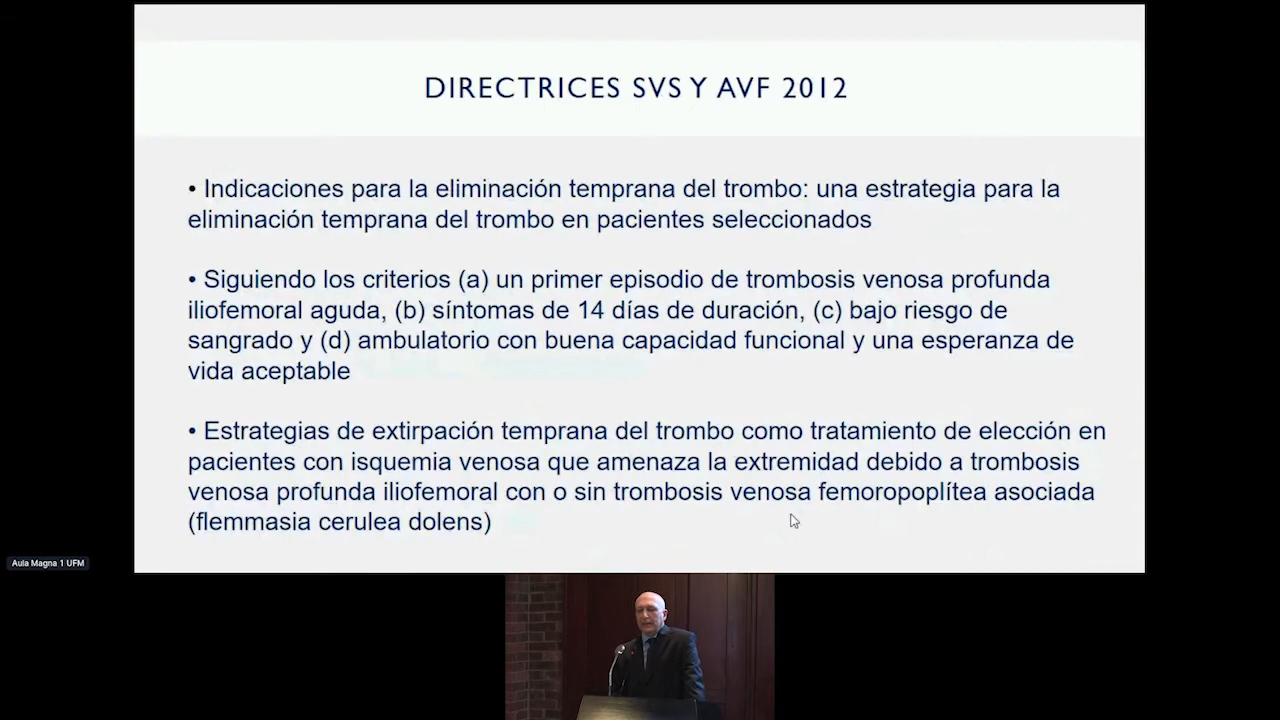 DIRECTRICES SVS Y AVF 2012
• Indicaciones para la eliminación temprana del trombo: una estrategia para la
eliminación temprana del trombo en pacientes seleccionados
• Siguiendo los criterios (a) un primer episodio de trombosis venosa profunda
iliofemoral aguda, (b) síntomas de 14 días de duración, (c) bajo riesgo de
sangrado y (d) ambulatorio con buena capacidad funcional y una esperanza de
vida aceptable
• Estrategias de extirpación temprana del trombo como tratamiento de elección en
pacientes con isquemia venosa que amenaza la extremidad debido a trombosis
venosa profunda iliofemoral con o sin trombosis venosa femoropoplítea asociada
(flemmasia cerulea dolens)
Aula Magna 1 UFM